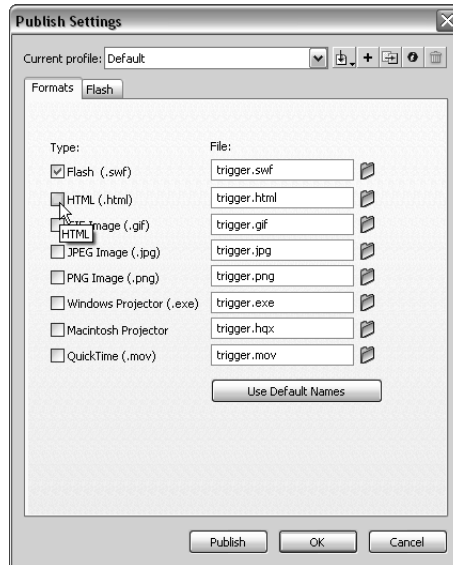 Publish Settings
Current profile: Default
Formats Flash
Type: File:
Flash (.swf) trigger.swf
HTML (.html) trigger.html
GIF Image (.gif) trigger.gif
HTML
JPEG Image (.jpg) trigger.jpg
PNG Image (.png) trigger.png
Windows Projector (.exe) trigger.exe
Macintosh Projector trigger.hqx
QuickTime (.mov) trigger.mov
Use Default Names
Publish OK Cancel